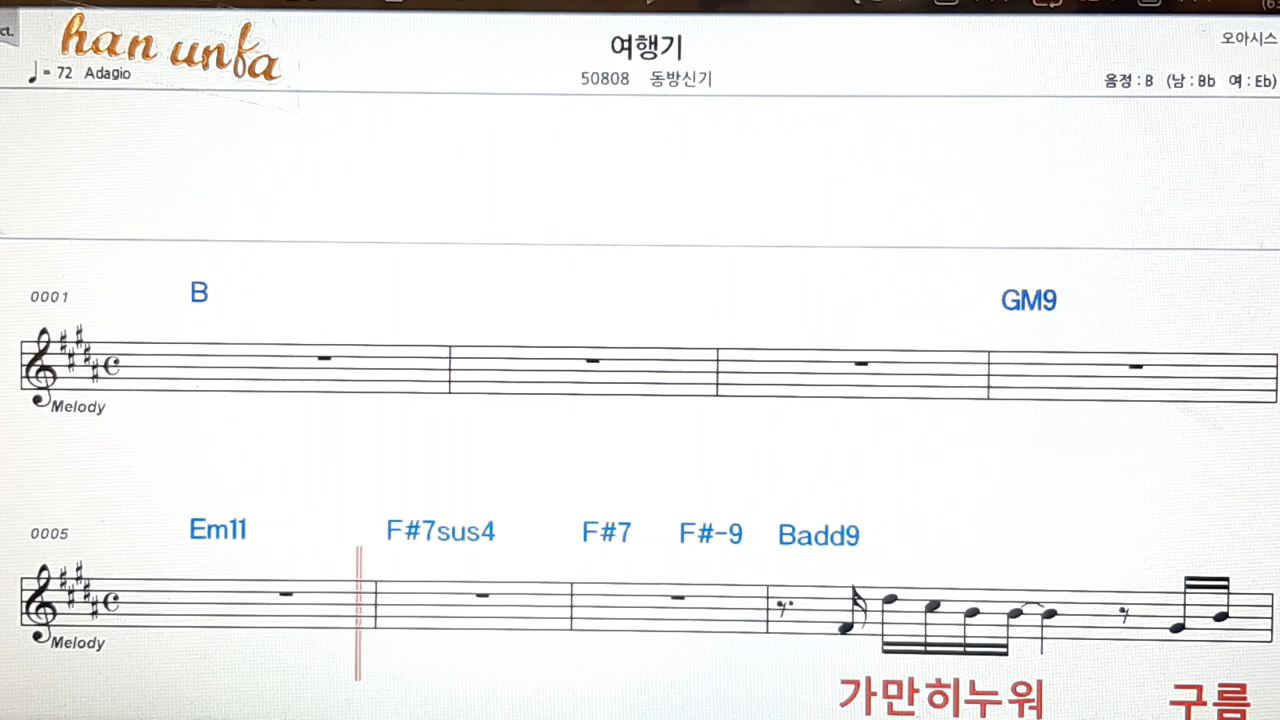 ct.
han unfa
여행기
오아시스
= 72 Adagio
50808 동방신기
음정 : B (남 : Bb 여 : Eb)
0001 B GM9
Melody
0005 Em11 F#7sus4 F#7 F#-9 Badd9
Melody
가만히누워 구름